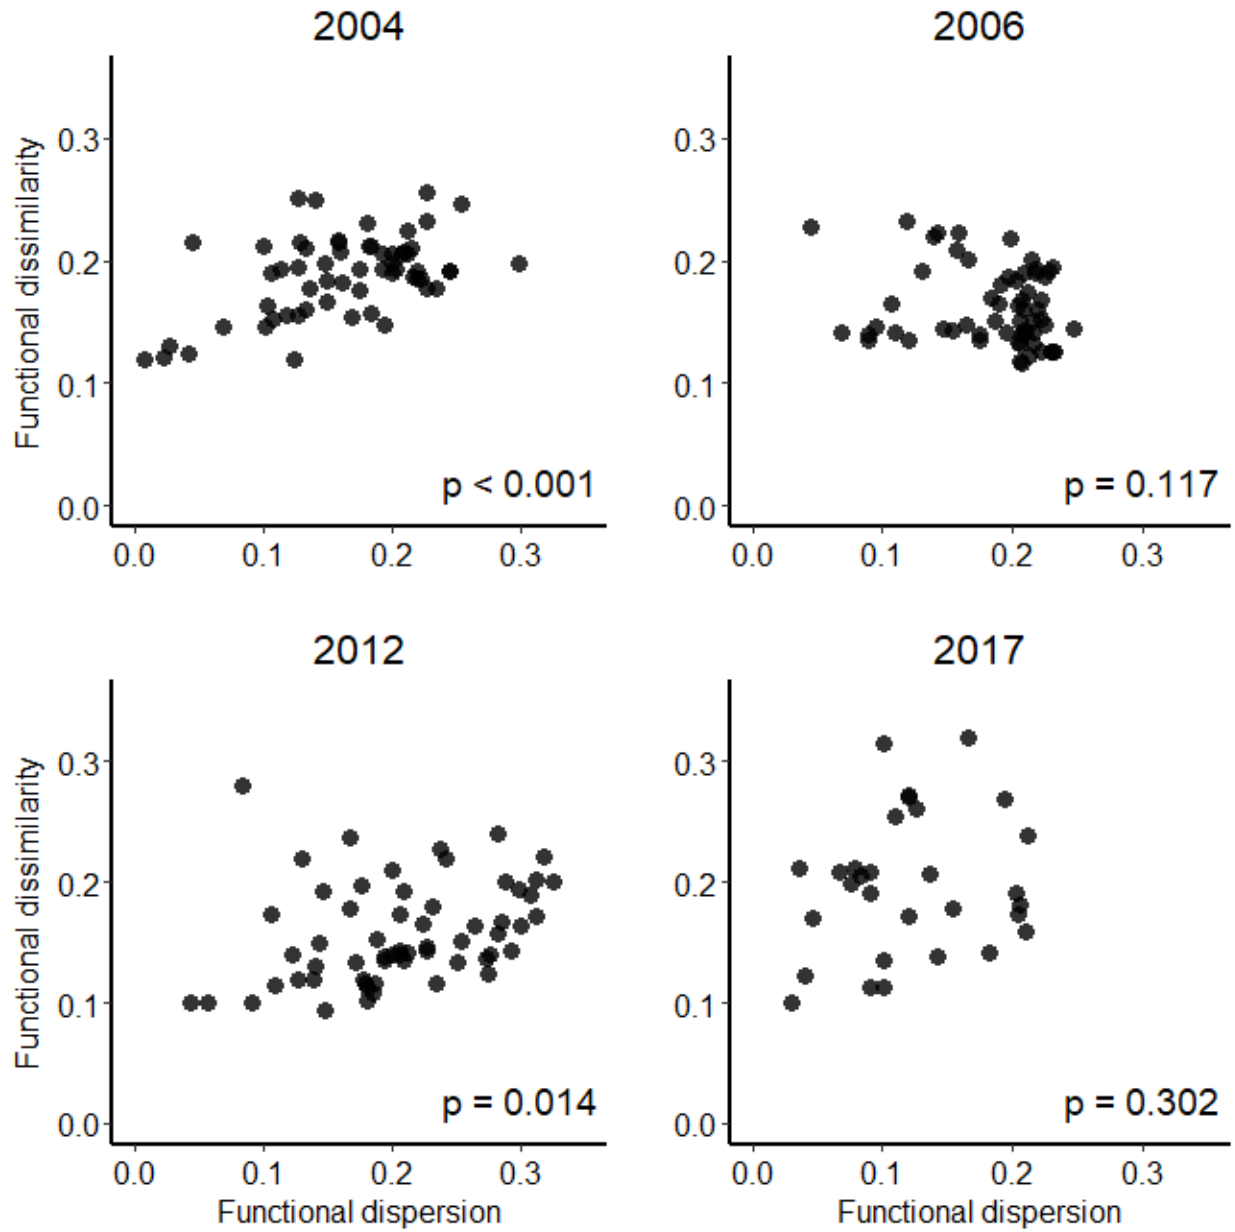 2004
2006
Functional disssimilarity
0.3
0.2
0.1
0.0
p < 0.001
0.0 0.1 0.2 0.3
0.3
0.2
0.1
0.0
p = 0.117
0.0 0.1 0.2 0.3
2012
2017
Functional dissimilarity
0.3
0.2
0.1
0.0
p = 0.014
0.0 0.1 0.2 0.3
Functional dispersion
0.3
0.2
0.1
0.0
p = 0.302
0.0 0.1 0.2 0.3
Functional dispersion